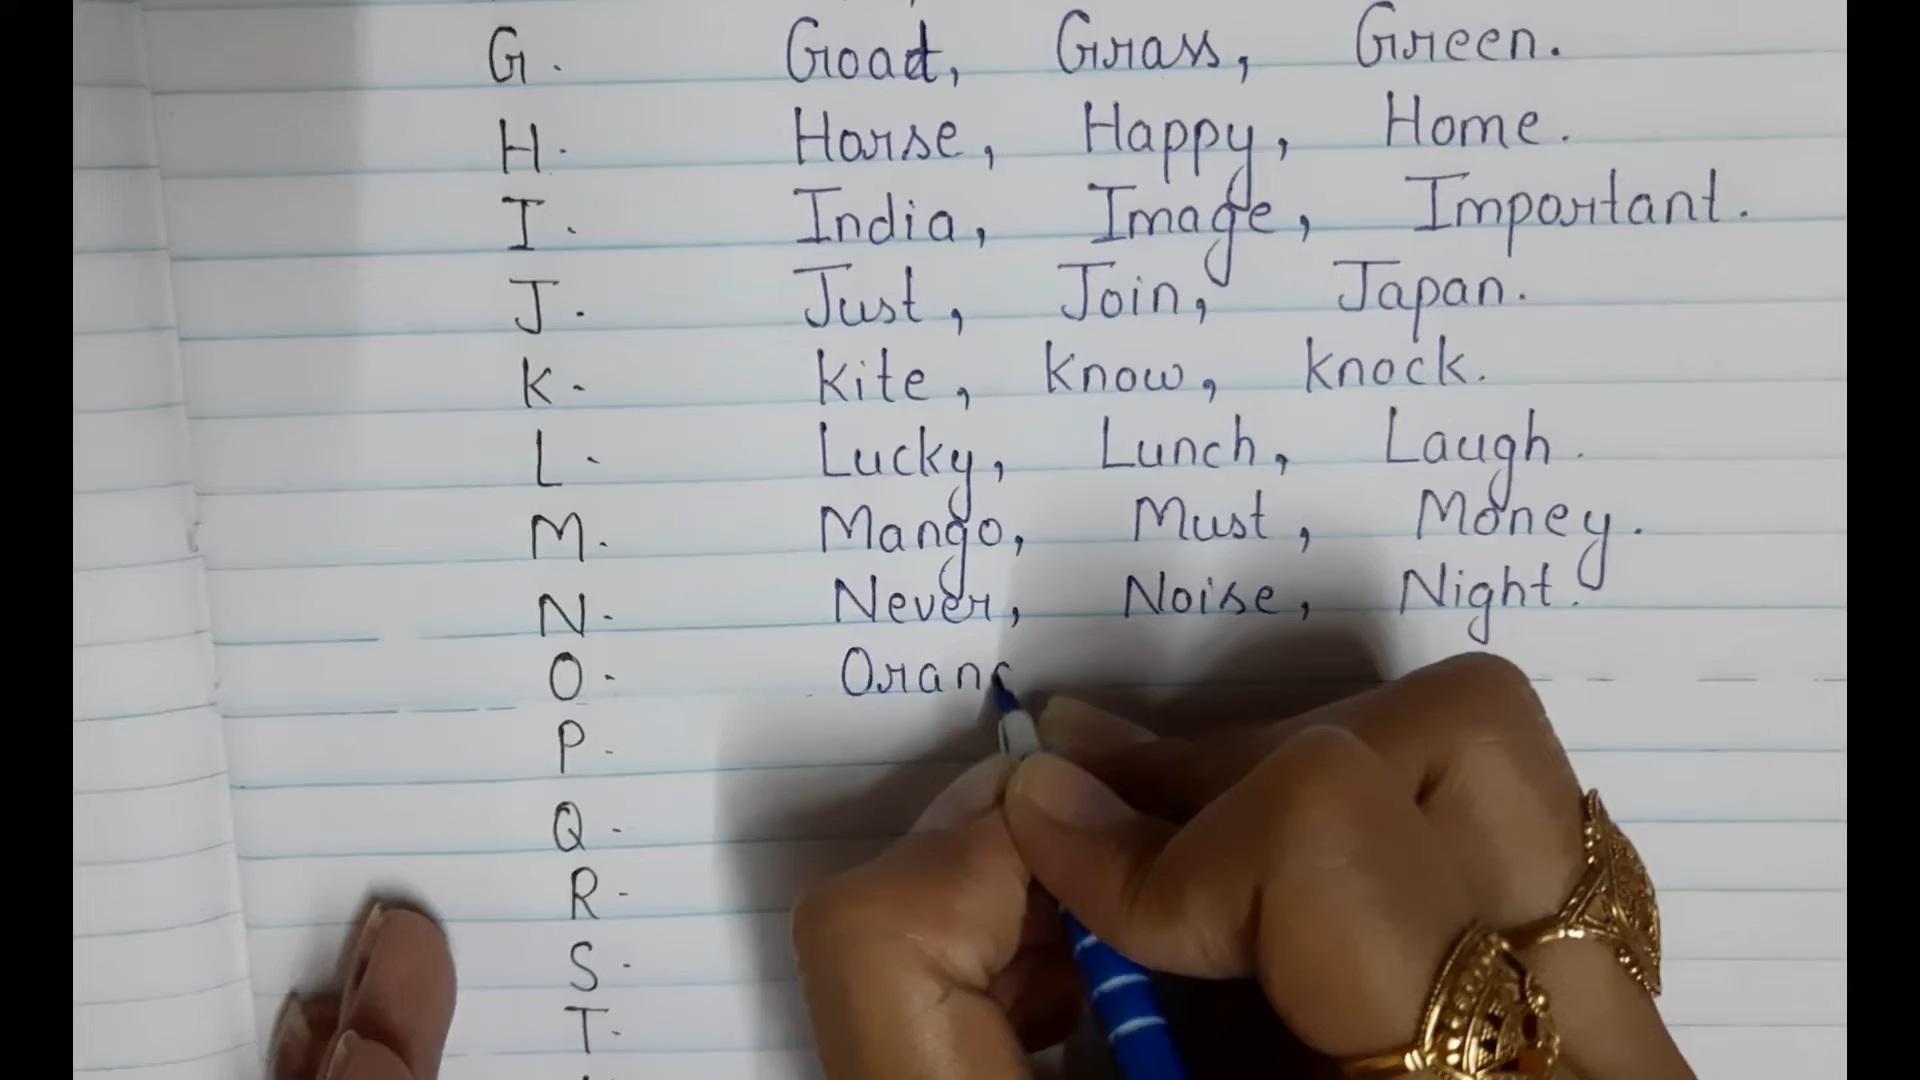 G. Goat, Grass, Green.
H. Horse, Happy, Home.
I. India, Image, Important.
J. Just, Join, Japan.
K. Kite, Know, Knock.
L. Lucky, Lunch, Laugh.
M. Mango, Must, Money.
N. Never, Noise, Night.
O. Oran
P.
Q.
R.
S.
T.